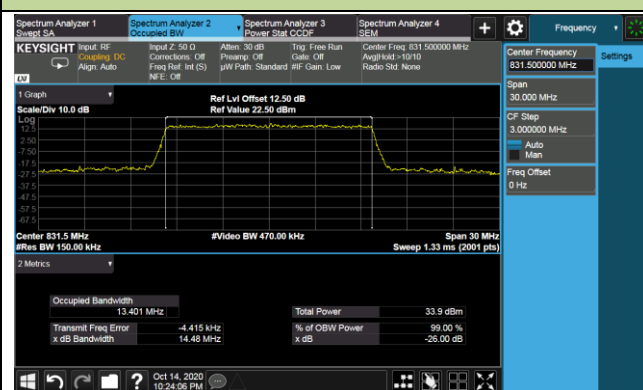 Spectrum Analyzer 1
Swept SA
Spectrum Analyzer 2
Occupied BW
Spectrum Analyzer 3
Power Stat CCDF
Spectrum Analyzer 4
SEM
+
Frequency
KEYSIGHT
Input: RF
Coupling: DC
Align: Auto
Input Z: 50 Ω
Corrections: Off
Freq Ref: Int (S)
NFE: Off
Atten: 30 dB
Preamp: Off
µW Path: Standard
Trig: Free Run
Gate: Off
#IF Gain: Low
Center Freq: 831.500000 MHz
Avg|Hold:>10/10
Radio Std: None
LXI
Center Frequency
831.500000 MHz
Settings
Span
30.000 MHz
CF Step
3.000000 MHz
Auto
Man
Freq Offset
0 Hz
1 Graph
Scale/Div 10.0 dB
Ref Lvl Offset 12.50 dB
Ref Value 22.50 dBm
Log
12.5
2.50
-7.50
-17.5
-27.5
-37.5
-47.5
-57.5
-67.5
Center 831.5 MHz
#Res BW 150.00 kHz
#Video BW 470.00 kHz
Span 30 MHz
Sweep 1.33 ms (2001 pts)
2 Metrics
Occupied Bandwidth
13.401 MHz
Total Power 33.9 dBm
Transmit Freq Error -4.415 kHz
% of OBW Power 99.00 %
x dB Bandwidth 14.48 MHz
x dB -26.00 dB
?
Oct 14, 2020
10:24:06 PM